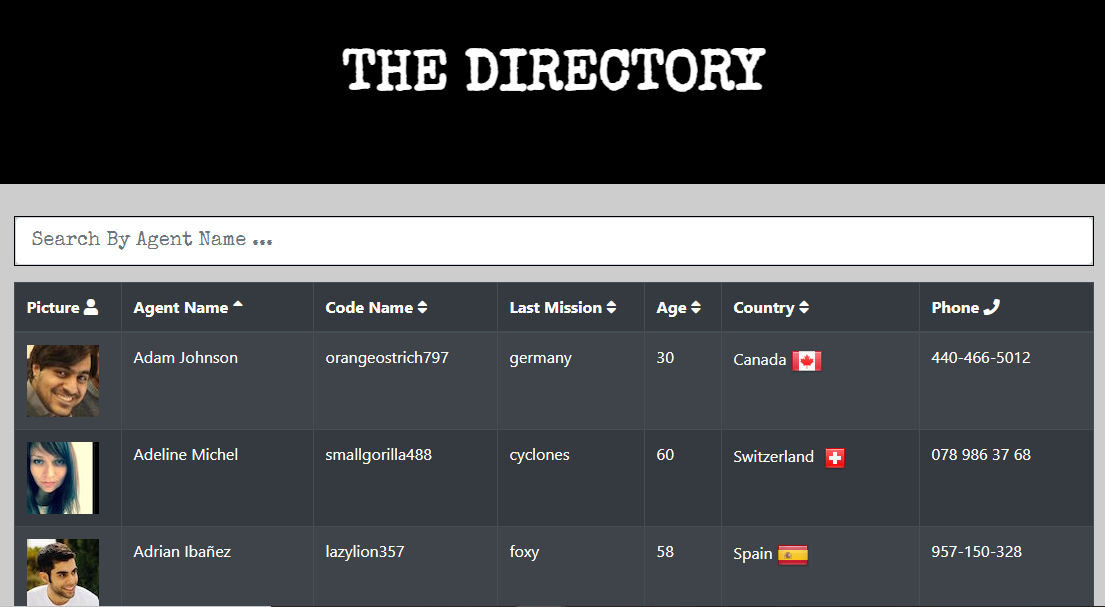 THE DIRECTORY
Search By Agent Name ...
Picture Agent Name Code Name Last Mission Age Country Phone
Adam Johnson orangeostrich797 germany 30 Canada 440-466-5012
Adeline Michel smallgorilla488 cyclones 60 Switzerland 078 986 37 68
Adrian Ibañez lazylion357 foxy 58 Spain 957-150-328